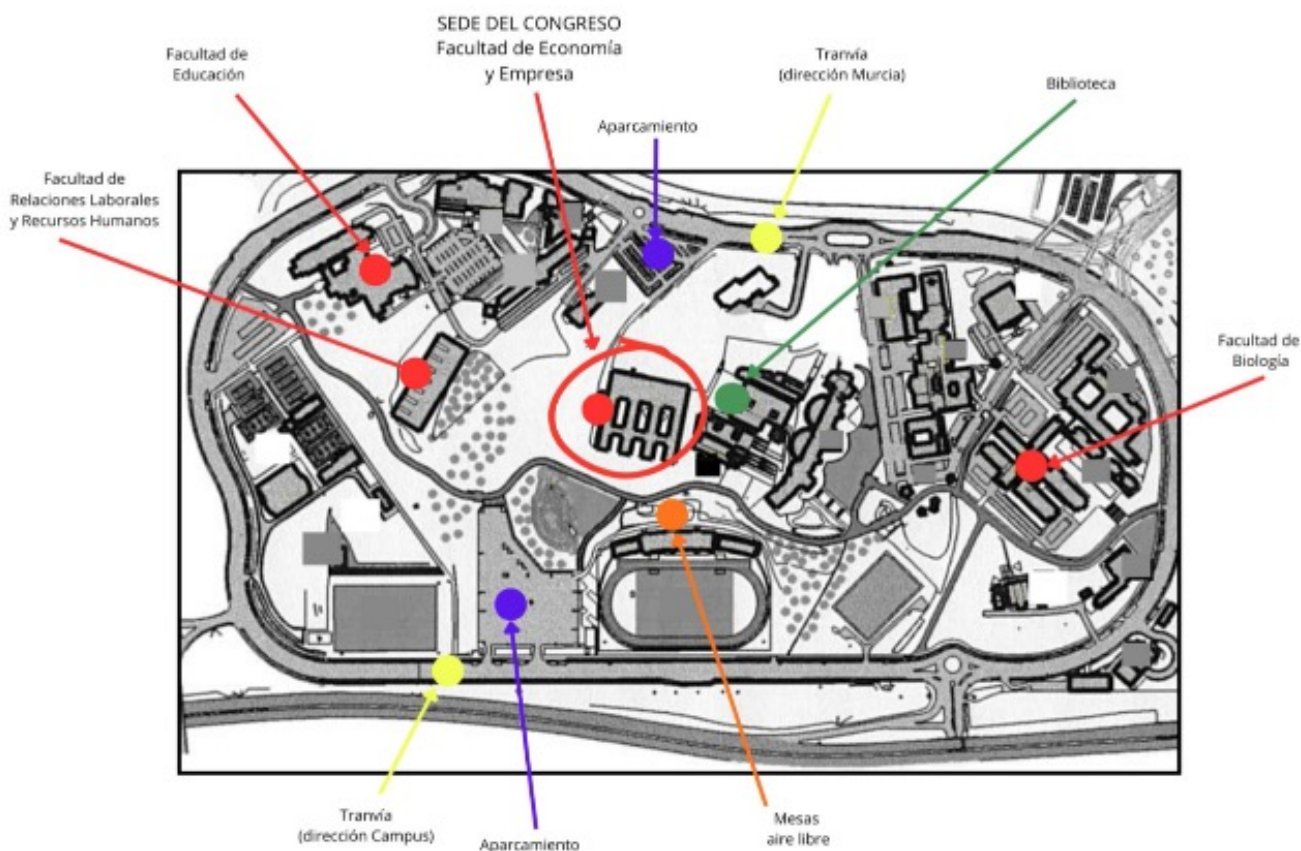 SEDE DEL CONGRESO
Facultad de Economía
y Empresa
Facultad de
Educación
Tranvía
(dirección Murcia)
Biblioteca
Aparcamiento
Facultad de
Relaciones Laborales
y Recursos Humanos
Facultad de
Biología
Tranvía
(dirección Campus)
Aparcamiento
Mesas
aire libre